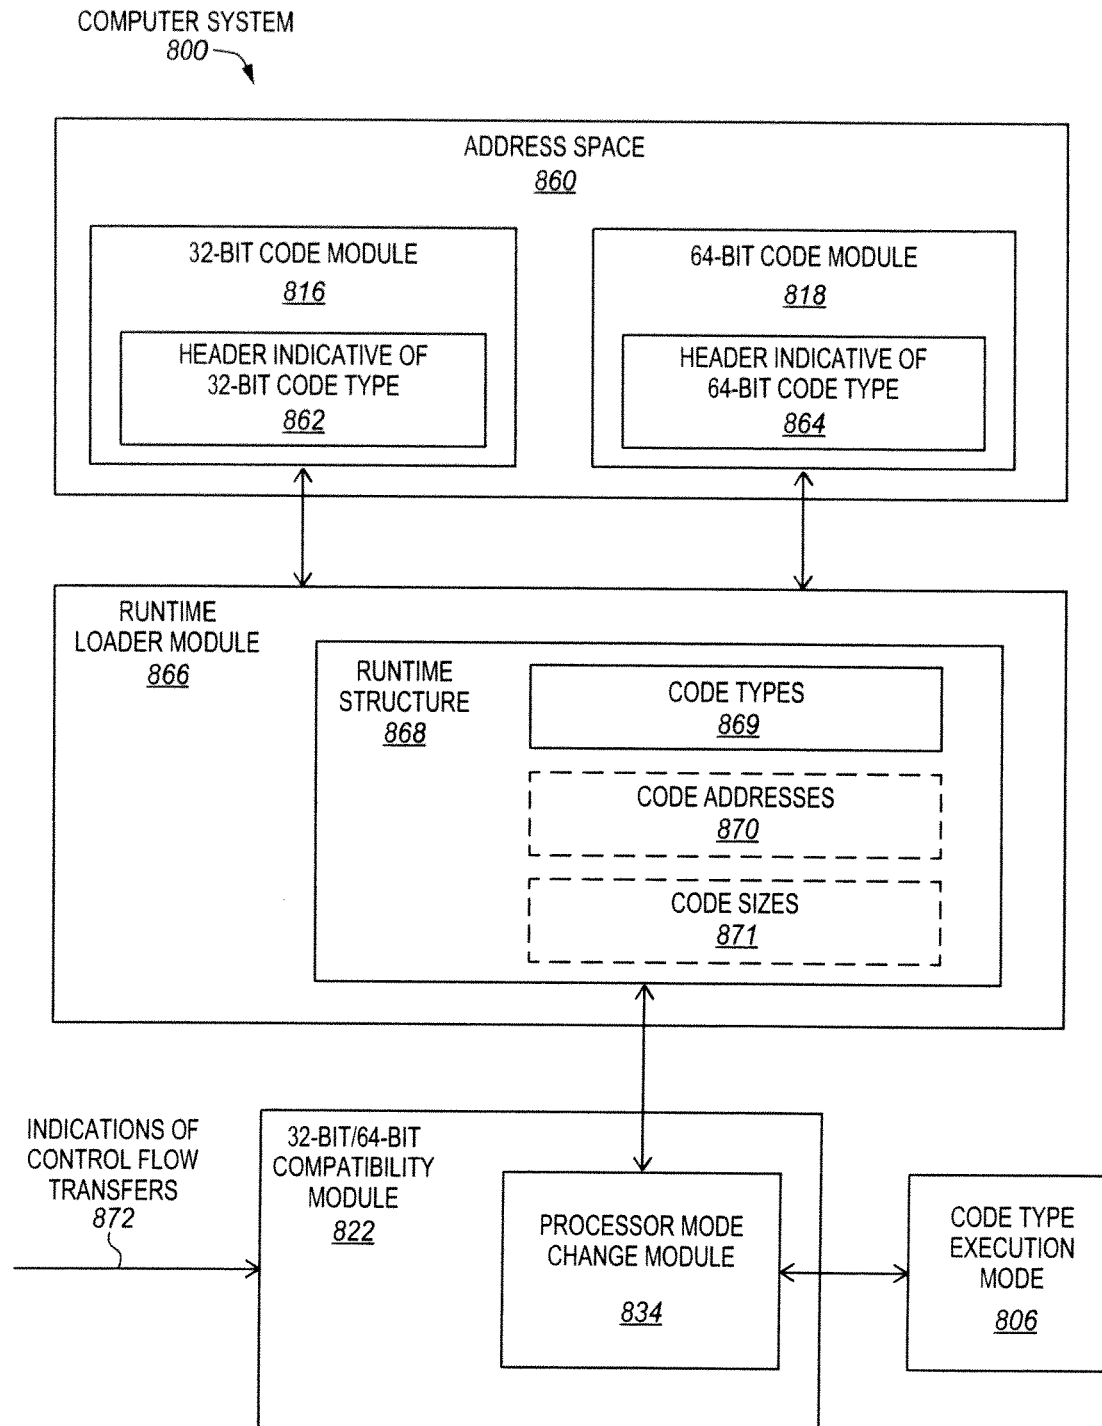 COMPUTER SYSTEM
800
ADDRESS SPACE
860
32-BIT CODE MODULE
816
HEADER INDICATIVE OF
32-BIT CODE TYPE
862
64-BIT CODE MODULE
818
HEADER INDICATIVE OF
64-BIT CODE TYPE
864
RUNTIME
LOADER MODULE
866
RUNTIME
STRUCTURE
868
CODE TYPES
869
CODE ADDRESSES
870
CODE SIZES
871
INDICATIONS OF
CONTROL FLOW
TRANSFERS
872
32-BIT/64-BIT
COMPATIBILITY
MODULE
822
PROCESSOR MODE
CHANGE MODULE
834
CODE TYPE
EXECUTION
MODE
806